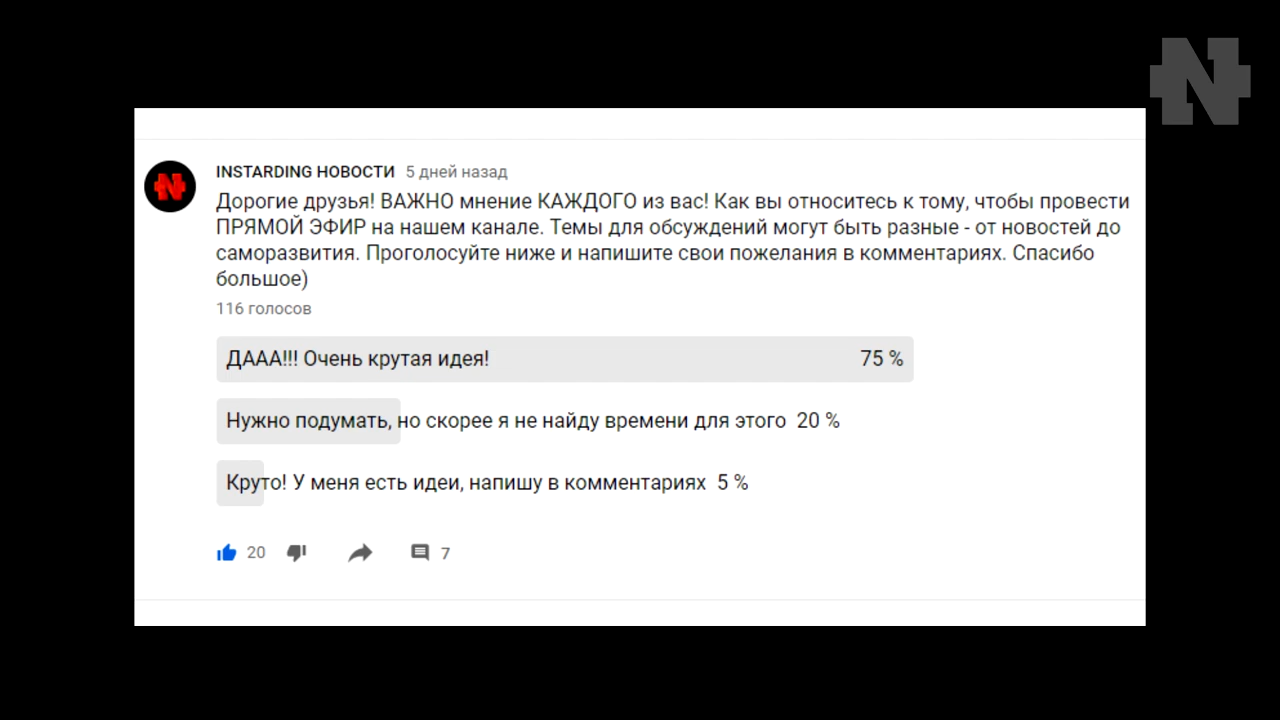 INSTARDING НОВОСТИ 5 дней назад
Дорогие друзья! ВАЖНО мнение КАЖДОГО из вас! Как вы относитесь к тому, чтобы провести
ПРЯМОЙ ЭФИР на нашем канале. Темы для обсуждений могут быть разные - от новостей до
саморазвития. Проголосуйте ниже и напишите свои пожелания в комментариях. Спасибо
большое)
116 голосов
ДААА!!! Очень крутая идея! 75 %
Нужно подумать, но скорее я не найду времени для этого 20 %
Круто! У меня есть идеи, напишу в комментариях 5 %
20 7